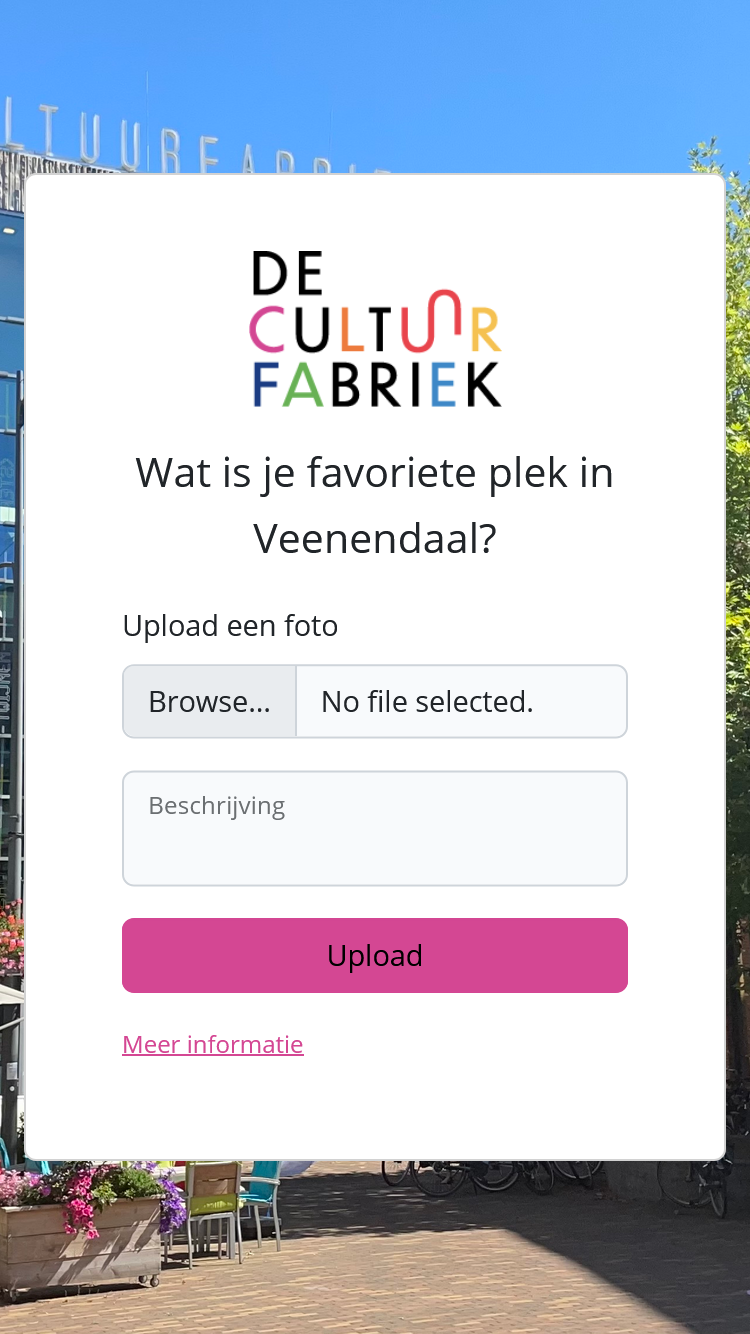 LTUURFABRIE
DE
CULTUUR
FABRIEK
Wat is je favoriete plek in
Veenendaal?
Upload een foto
Browse...
No file selected.
Beschrijving
Upload
Meer informatie